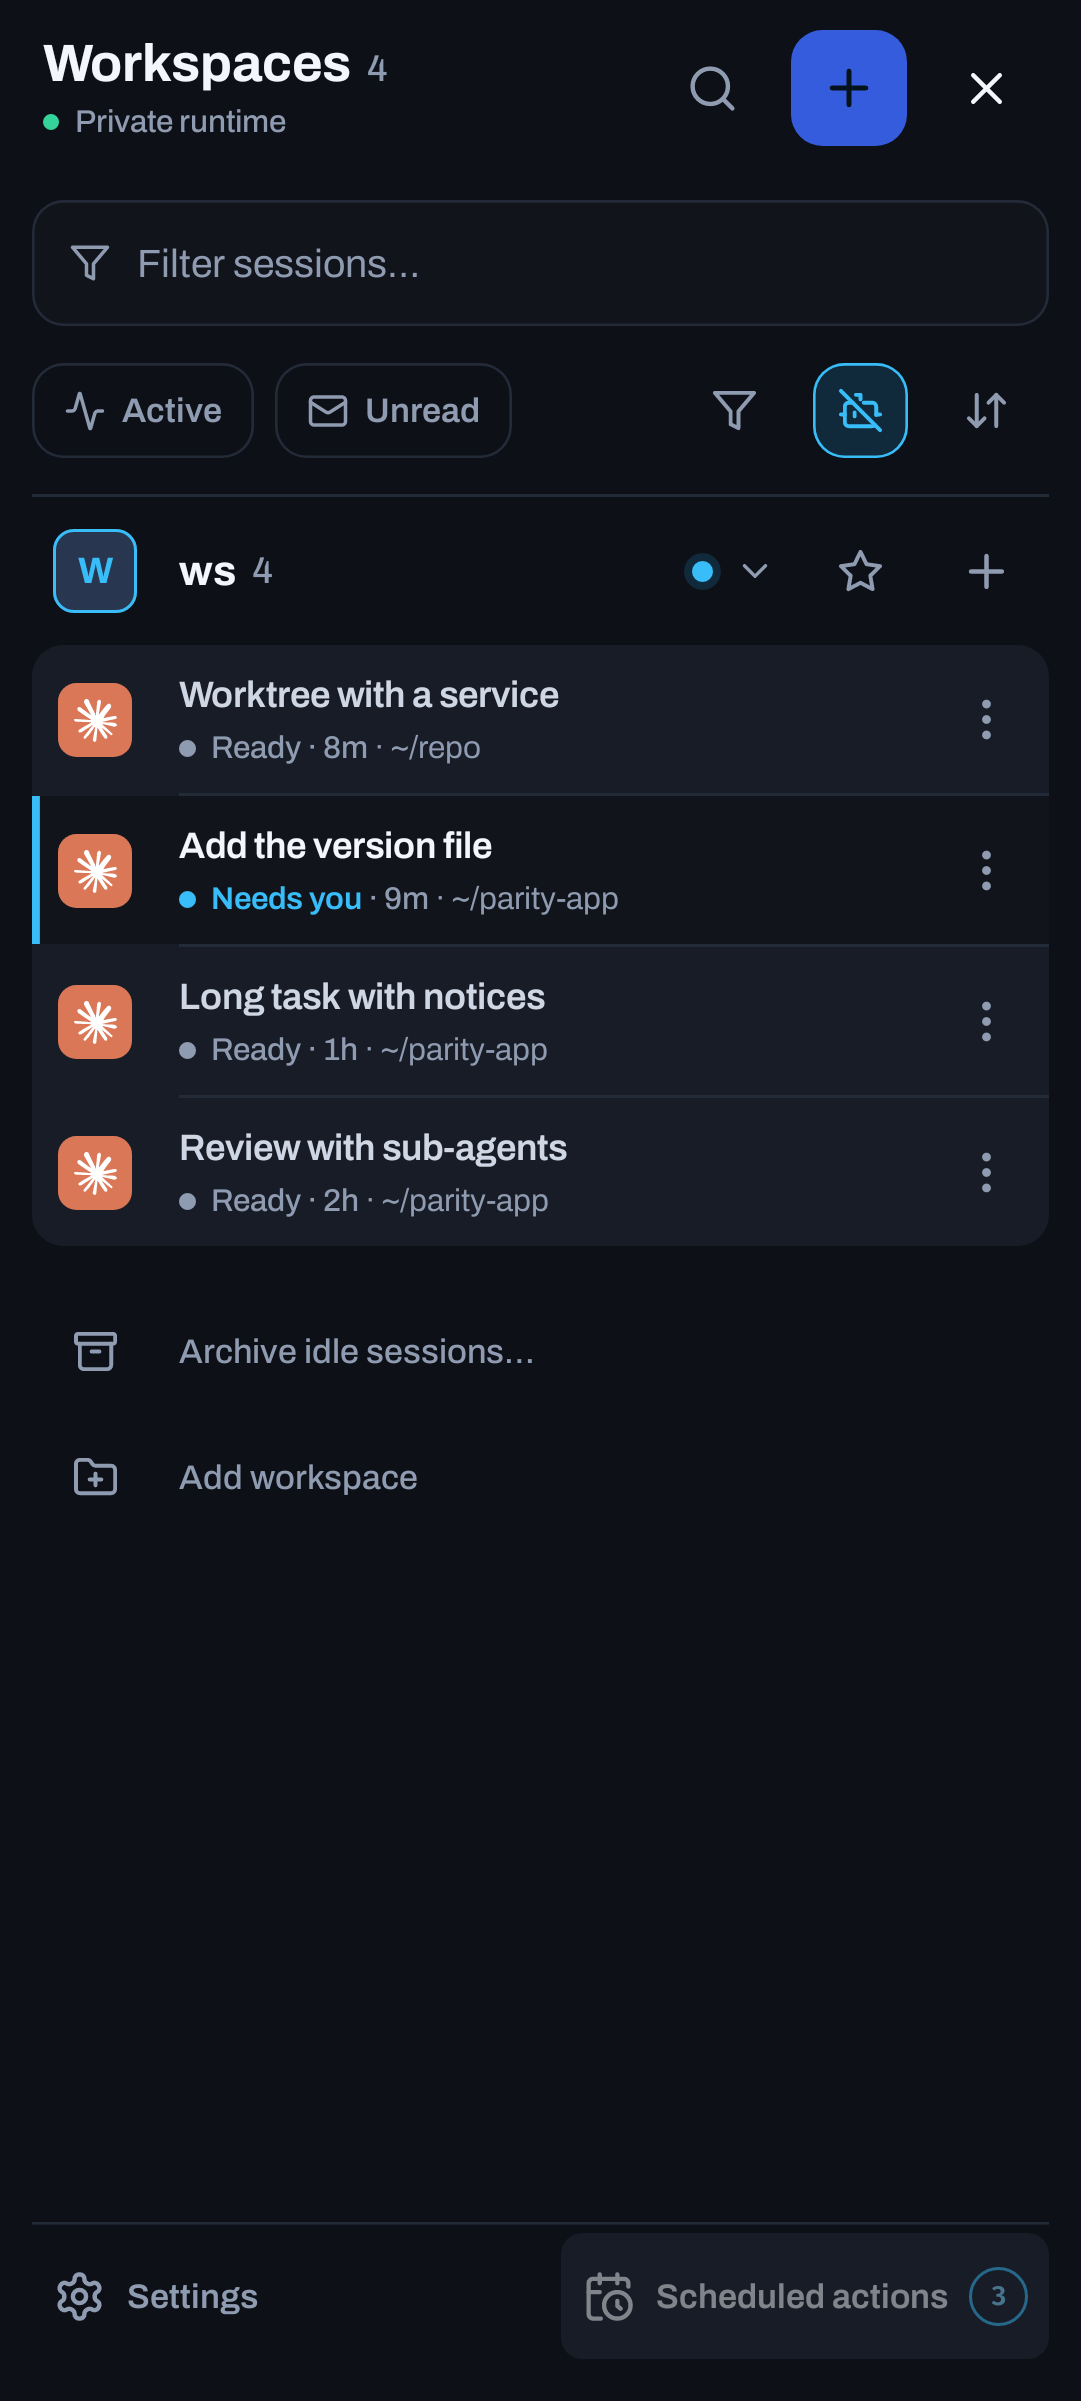 Workspaces 4
Private runtime
Filter sessions...
Active
Unread
W
ws 4
Worktree with a service
Ready · 8m · ~/repo
Add the version file
Needs you · 9m · ~/parity-app
Long task with notices
Ready · 1h · ~/parity-app
Review with sub-agents
Ready · 2h · ~/parity-app
Archive idle sessions...
Add workspace
Settings
Scheduled actions 3